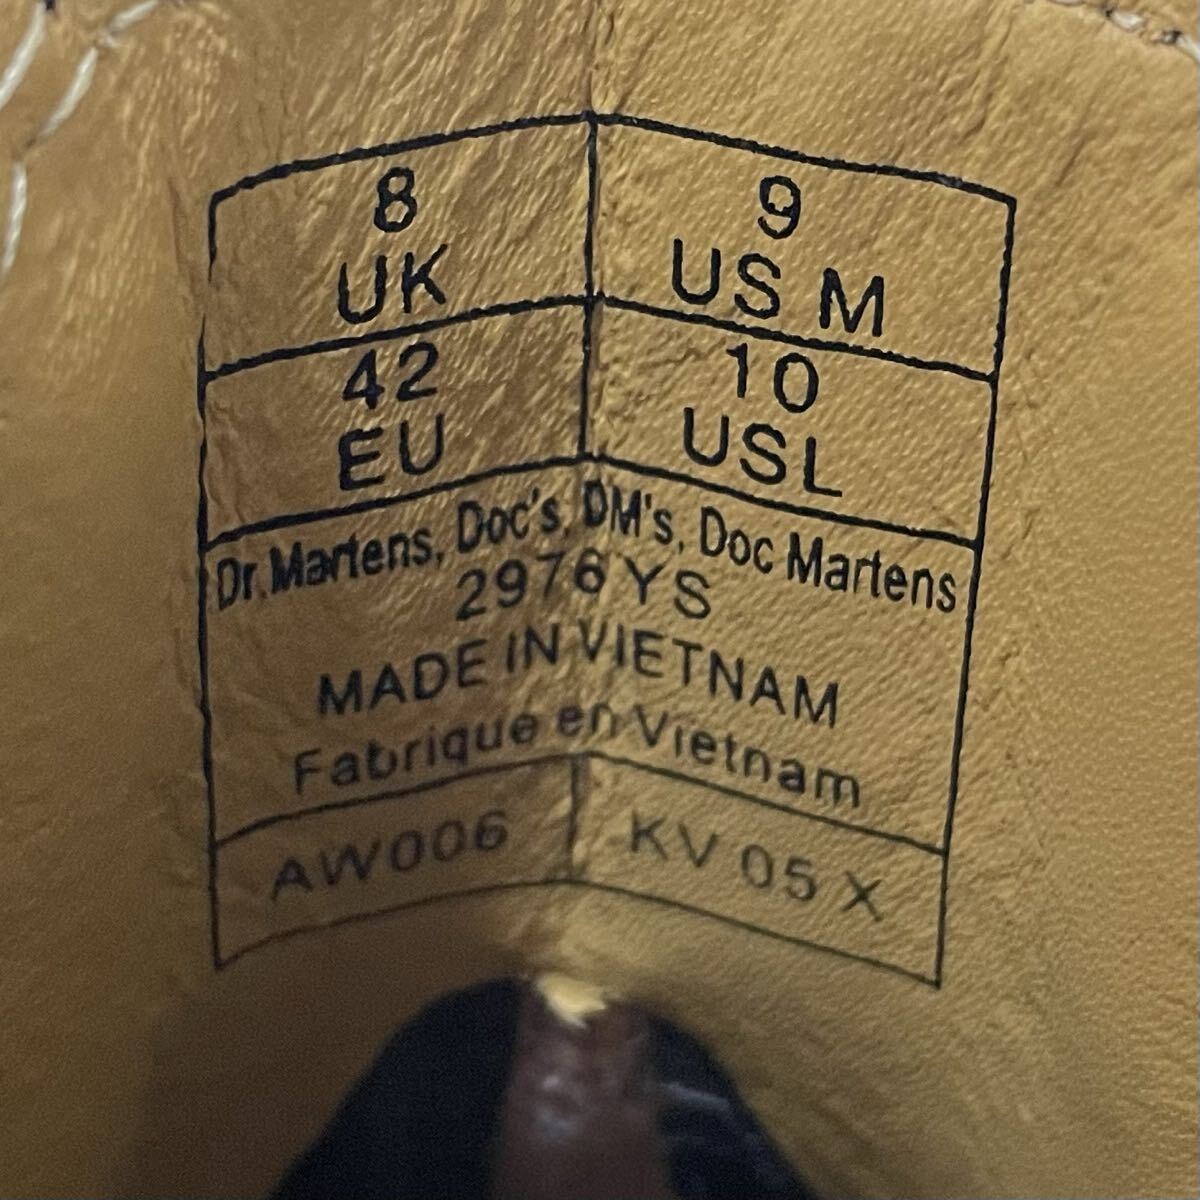 8
UK
9
US M
42
EU
10
USL
Dr. Martens, Doc's, DM's, Doc Martens
2976 YS
MADE IN VIETNAM
Fabrique en Vietnam
AW006
KV 05 X